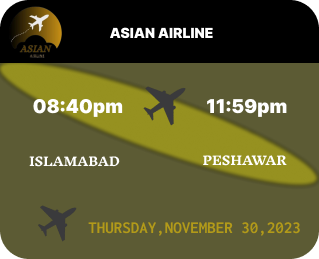 ASIAN AIRLINE
ASIAN
08:40pm 11:59pm
ISLAMABAD PESHAWAR
THURSDAY,NOVEMBER 30,2023